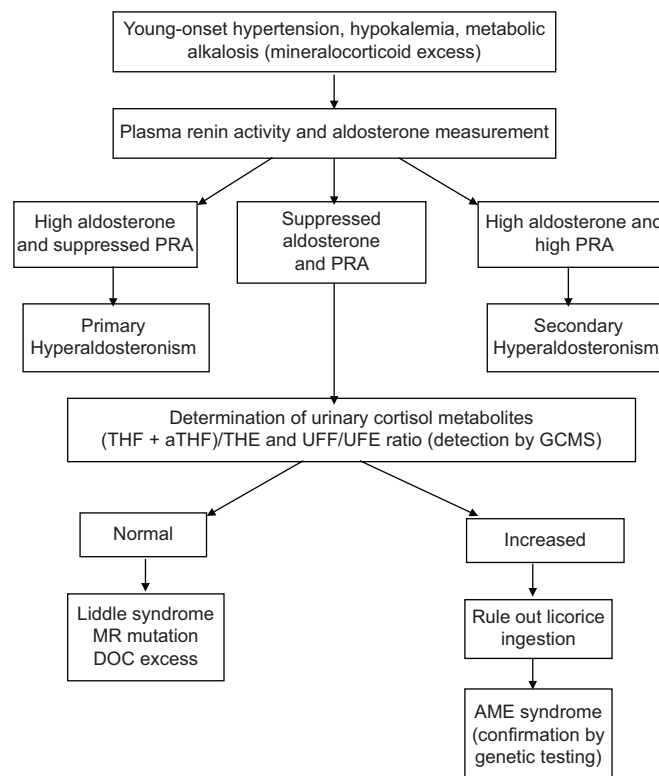 Young-onset hypertension, hypokalemia, metabolic
alkalosis (mineralocorticoid excess)
Plasma renin activity and aldosterone measurement
High aldosterone
and suppressed PRA
Suppressed
aldosterone
and PRA
High aldosterone and
high PRA
Primary
Hyperaldosteronism
Secondary
Hyperaldosteronism
Determination of urinary cortisol metabolites
(THF + aTHF)/THE and UFF/UFE ratio (detection by GCMS)
Normal
Increased
Liddle syndrome
MR mutation
DOC excess
Rule out licorice
ingestion
AME syndrome
(confirmation by
genetic testing)